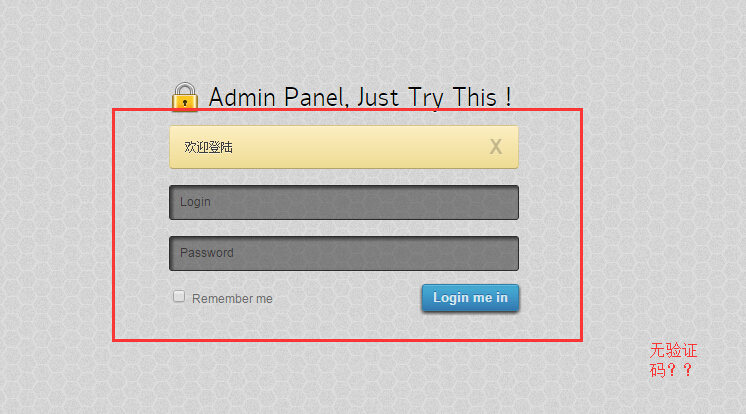 Admin Panel, Just Try This !
欢迎登陆
X
Login
Password
Remember me
Login me in
无验证
码？？